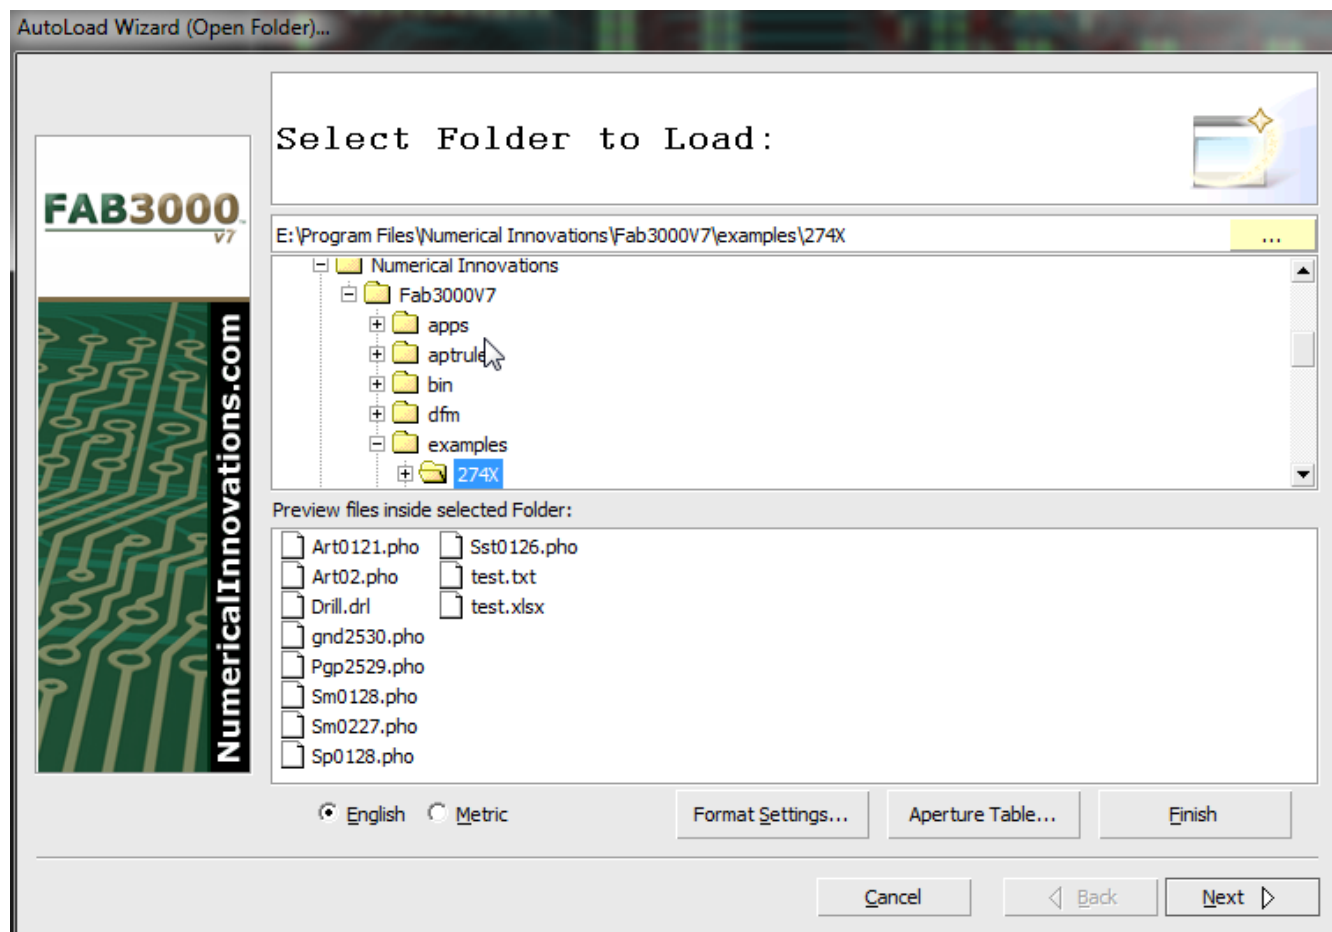 AutoLoad Wizard (Open Folder)...
Select Folder to Load:
FAB3000
v7
NumericalInnovations.com
E:\Program Files\Numerical Innovations\Fab3000V7\examples\274X
...
Numerical Innovations
Fab3000V7
apps
aptrule
bin
dfm
examples
274X
Preview files inside selected Folder:
Art0121.pho
Art02.pho
Drill.drl
gnd2530.pho
Pgp2529.pho
Sm0128.pho
Sm0227.pho
Sp0128.pho
Sst0126.pho
test.txt
test.xlsx
English Metric Format Settings... Aperture Table... Finish
Cancel Back Next